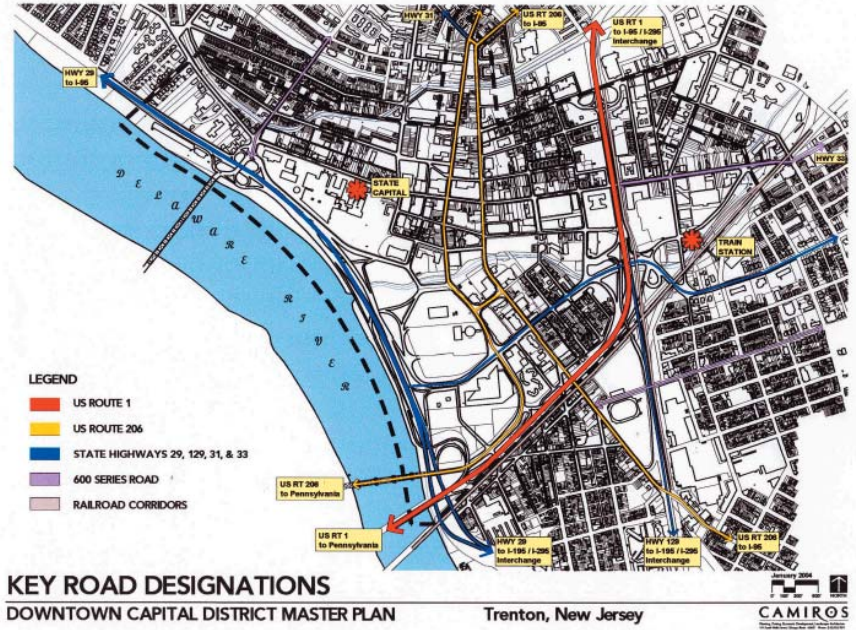 HWY 31
US RT 206
to I-95
US RT 1
to I-95 / I-295
Interchange
HWY 29
to I-95
HWY 33
STATE
CAPITAL
TRAIN
STATION
DELAWARE
RIVER
LEGEND
US ROUTE 1
US ROUTE 206
STATE HIGHWAYS 29, 129, 31, & 33
600 SERIES ROAD
RAILROAD CORRIDORS
US RT 206
to Pennsylvania
US RT 1
to Pennsylvania
HWY 29
to I-195 / I-295
Interchange
HWY 129
to I-195 / I-295
Interchange
US RT 206
to I-95
KEY ROAD DESIGNATIONS
DOWNTOWN CAPITAL DISTRICT MASTER PLAN
Trenton, New Jersey
January 2004
NORTH
CAMIROS